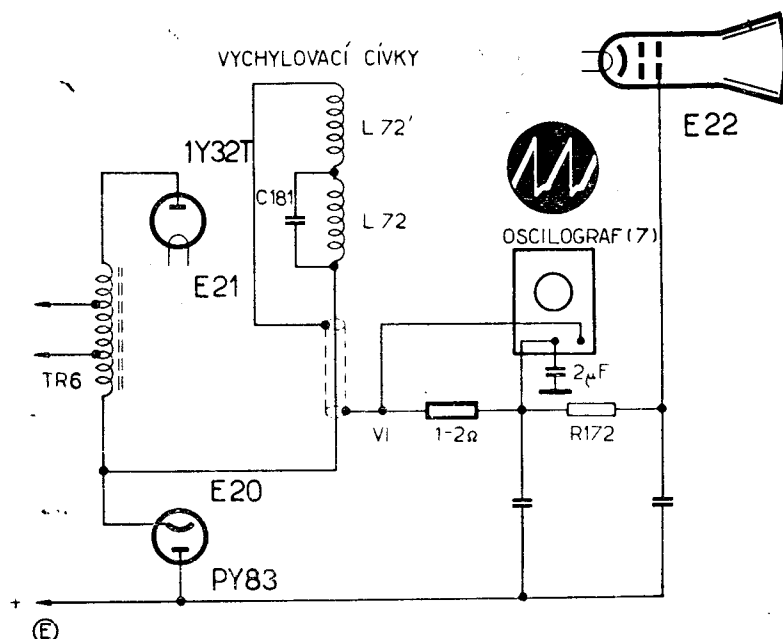 VYCHYLOVACÍ CÍVKY
E22
L 72'
1Y32T
C181
L 72
OSCILOGRAF (7)
E21
TR6
2μF
VI
1-2Ω
R172
E20
PY83
+
E